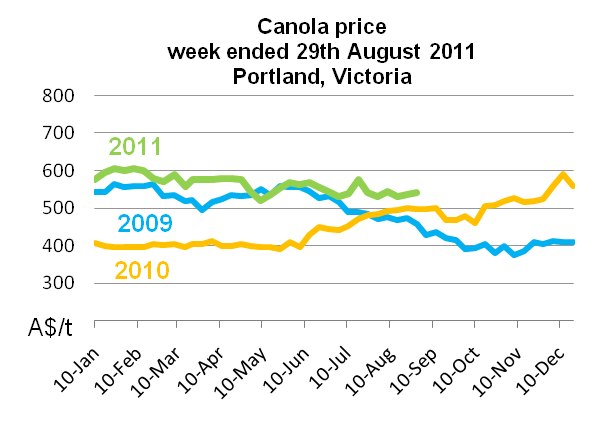 Canola price
week ended 29th August 2011
Portland, Victoria
800
700
600
500
400
300
A$/t
2011
2009
2010
10-Jan
10-Feb
10-Mar
10-Apr
10-May
10-Jun
10-Jul
10-Aug
10-Sep
10-Oct
10-Nov
10-Dec